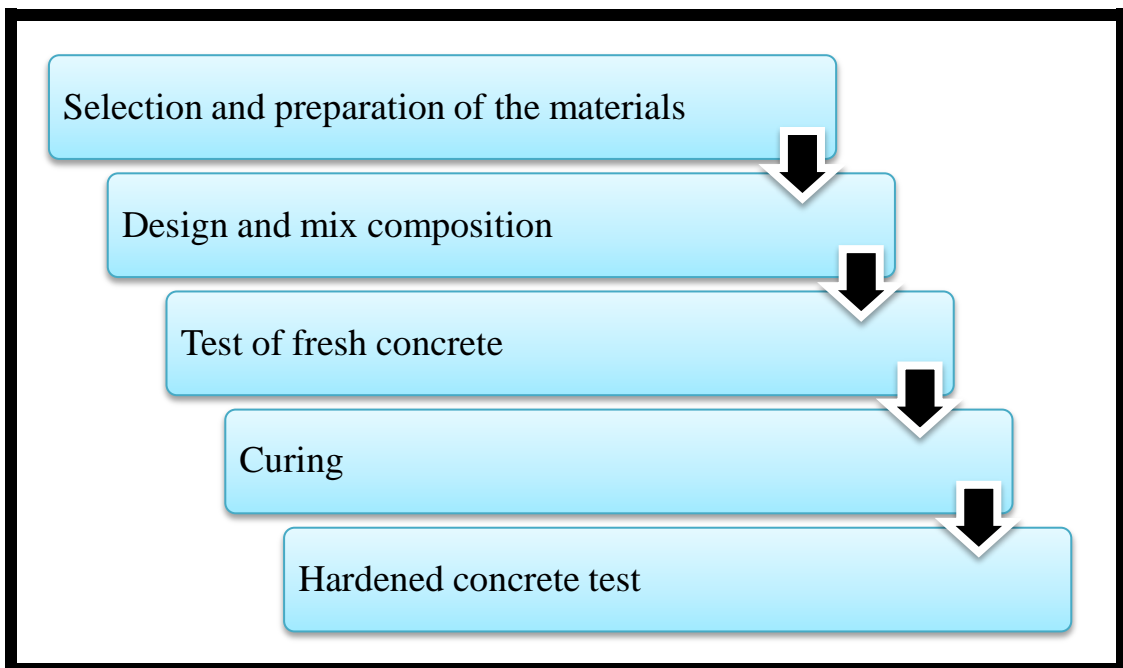 Selection and preparation of the materials
Design and mix composition
Test of fresh concrete
Curing
Hardened concrete test